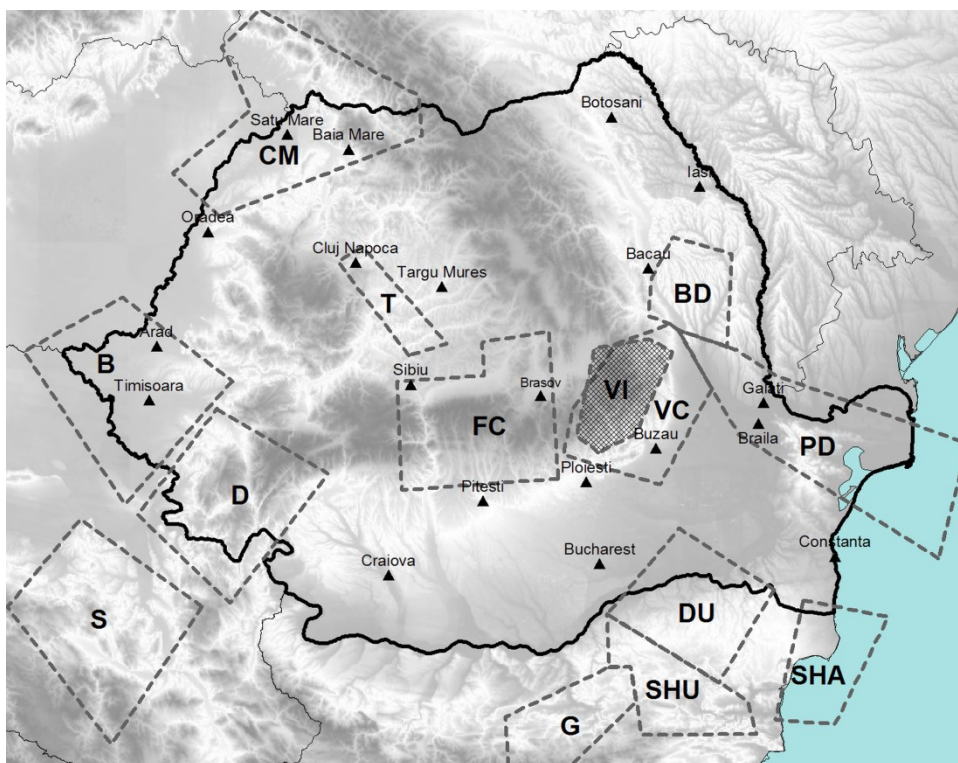 Botosani
Satu Mare
Baia Mare
CM
Iasi
Oradea
Cluj Napoca
Bacau
Targu Mures
BD
T
Arad
B
Sibiu
Timisoara
Brasov
VI
Galati
VC
FC
Braila
Buzau
PD
Ploiesti
D
Pitesti
Constanta
Bucharest
Craiova
DU
S
SHA
SHU
G